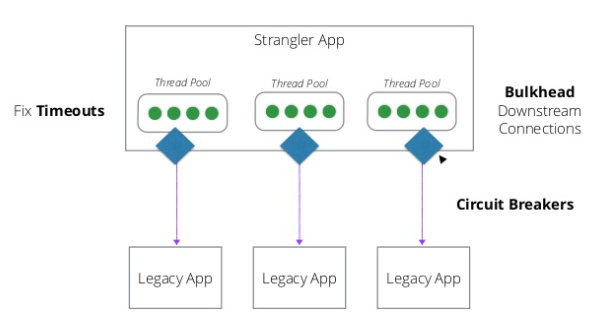 Strangler App
Thread Pool
Thread Pool
Thread Pool
Fix Timeouts
Bulkhead
Downstream
Connections
Circuit Breakers
Legacy App
Legacy App
Legacy App